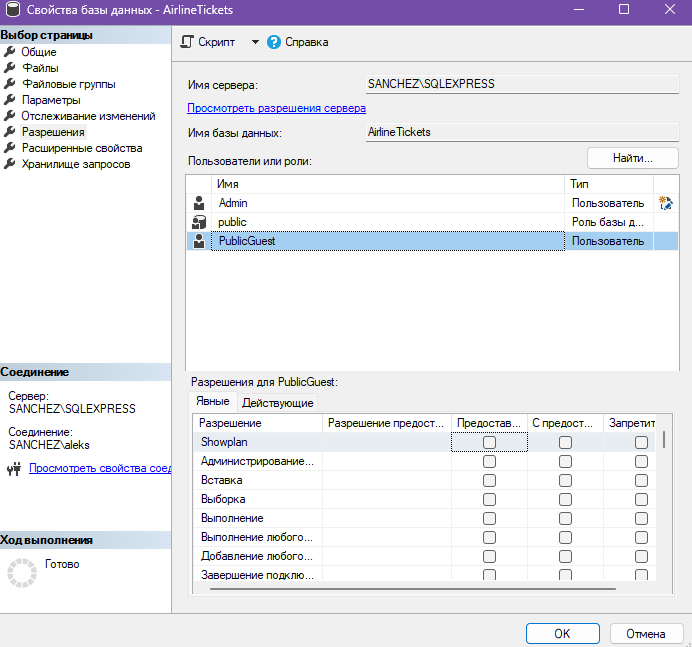 Свойства базы данных - AirlineTickets
Выбор страницы
Общие
Файлы
Файловые группы
Параметры
Отслеживание изменений
Разрешения
Расширенные свойства
Хранилище запросов
Соединение
Сервер:
SANCHEZ\SQLEXPRESS
Соединение:
SANCHEZ\aleks
Просмотреть свойства соед
Ход выполнения
Готово
Скрипт
Справка
Имя сервера:
SANCHEZ\SQLEXPRESS
Просмотреть разрешения сервера
Имя базы данных:
AirlineTickets
Пользователи или роли:
Найти...
Имя Тип
Admin Пользователь
public Роль базы д...
PublicGuest Пользователь
Разрешения для PublicGuest:
Явные Действующие
Разрешение Разрешение предост... Предостав... С предост... Запретит
Showplan
Администрирование...
Вставка
Выборка
Выполнение
Выполнение любого...
Добавление любого...
Завершение подклю...
OK Отмена